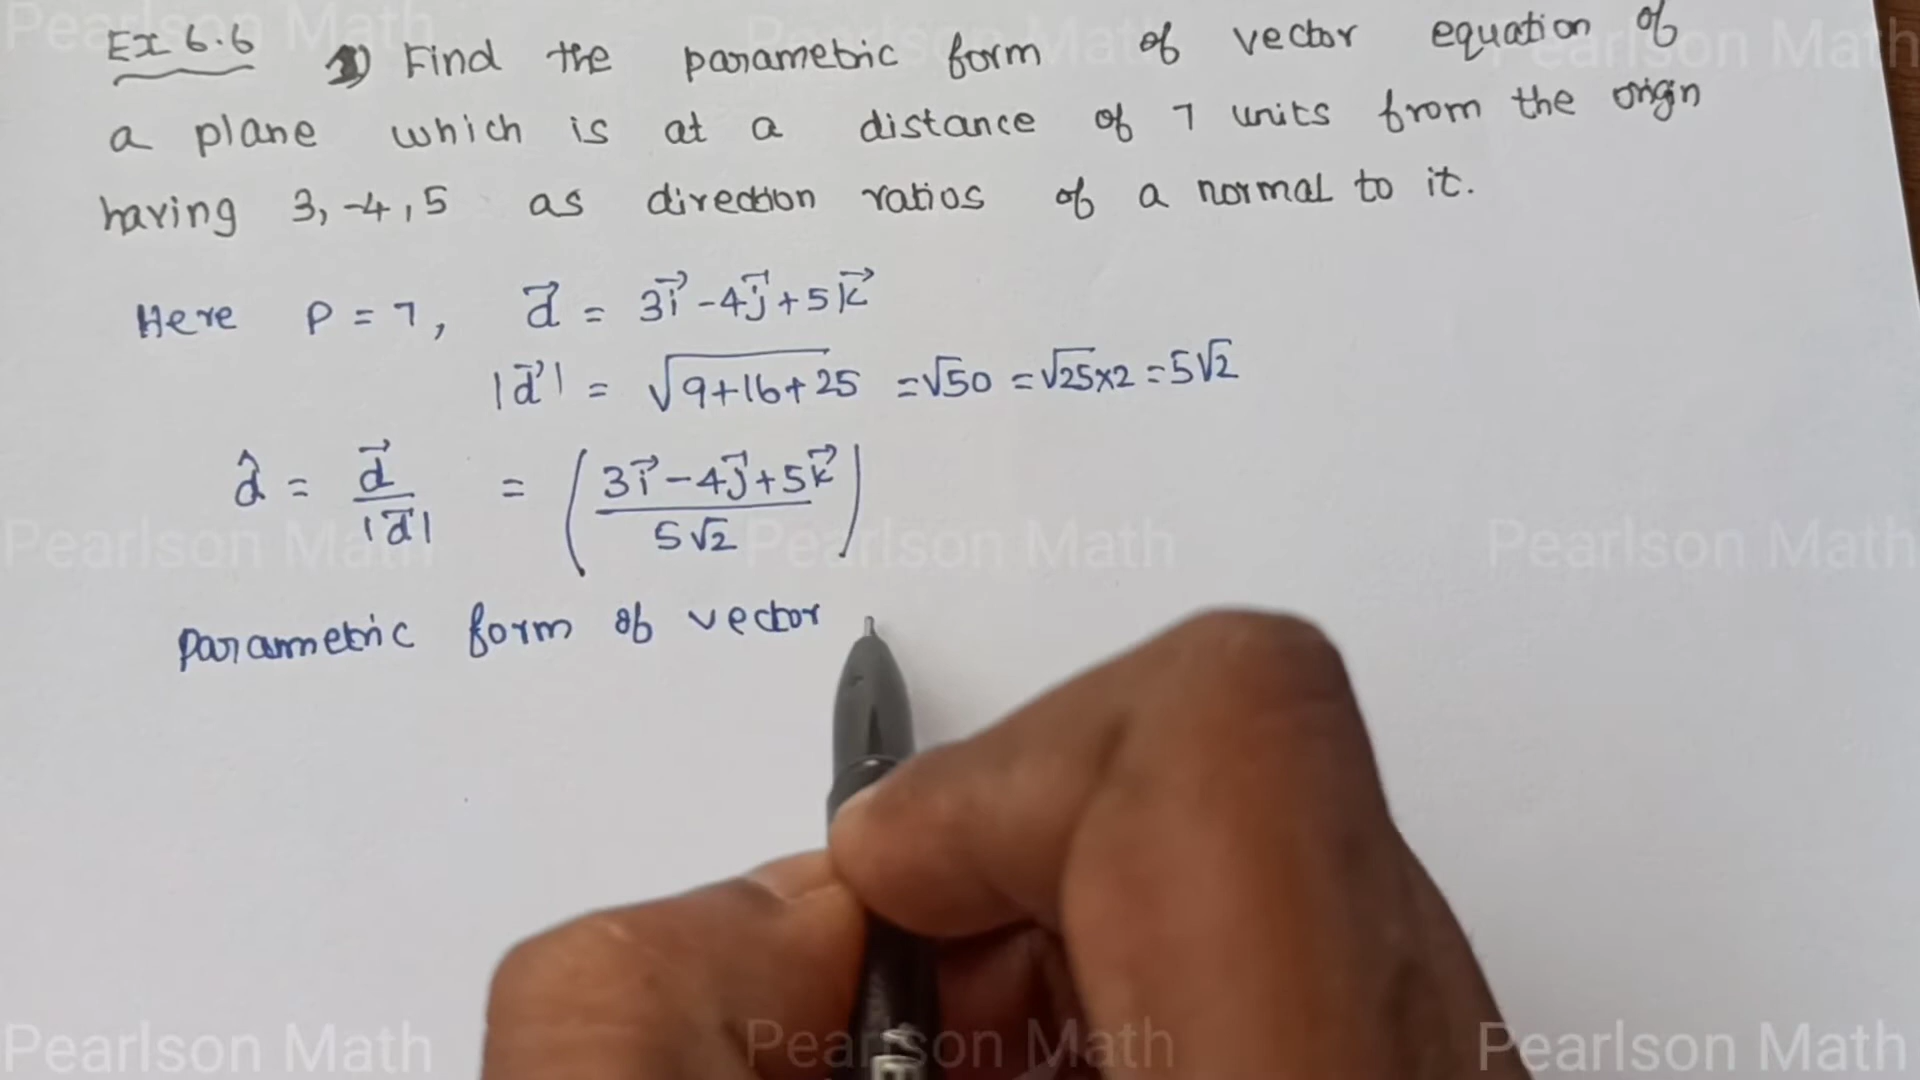 Ex 6.6 1) Find the parametric form of vector equation of
a plane which is at a distance of 7 units from the origin
having 3, -4, 5 as direction ratios of a normal to it.
Here P = 7, d⃗ = 3i⃗ - 4j⃗ + 5k⃗
|d⃗| = √(9+16+25) = √50 = √25×2 = 5√2
d̂ = d⃗/|d⃗| = (3i⃗ - 4j⃗ + 5k⃗ / 5√2)
Parametric form of vector
Pearlson Math
Pearlson Math
Pearlson Math
Pearlson Math
Pearlson Math
Pearlson Math
Pearlson Math
Pearlson Math
Pearlson Math